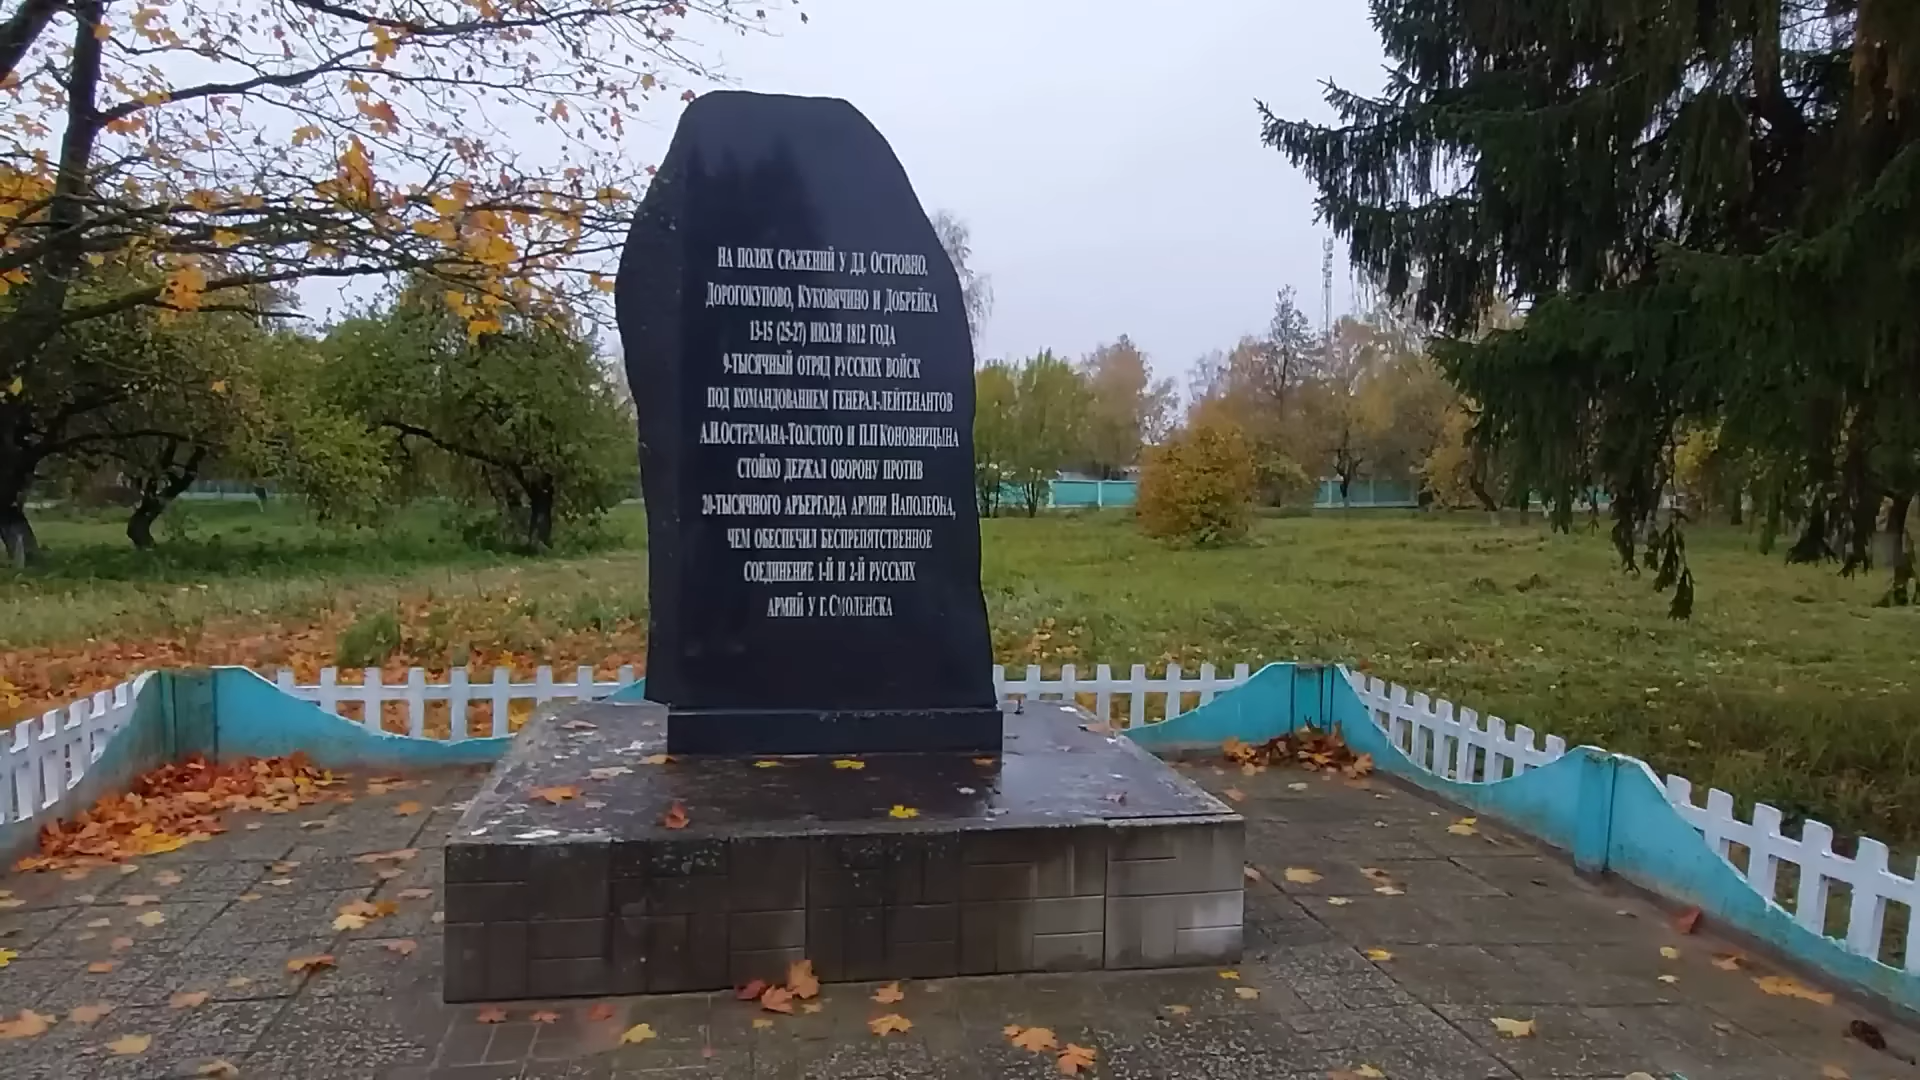 НА ПОЛЯХ СРАЖЕНИЙ У ДД. ОСТРОВНО,
ДОРОГОКУПОВО, КУКОВЯЧИНО И ДОБРЕЙКА
13-15 (25-27) ИЮЛЯ 1812 ГОДА
9-ТЫСЯЧНЫЙ ОТРЯД РУССКИХ ВОЙСК
ПОД КОМАНДОВАНИЕМ ГЕНЕРАЛ-ЛЕЙТЕНАНТОВ
А.И.ОСТРЕМАНА-ТОЛСТОГО И П.П КОНОВНИЦЫНА
СТОЙКО ДЕРЖАЛ ОБОРОНУ ПРОТИВ
20-ТЫСЯЧНОГО АРЬЕРГАРДА АРМИИ НАПОЛЕОНА,
ЧЕМ ОБЕСПЕЧИЛ БЕСПРЕПЯТСТВЕННОЕ
СОЕДИНЕНИЕ 1-Й И 2-Й РУССКИХ
АРМИЙ У Г. СМОЛЕНСКА